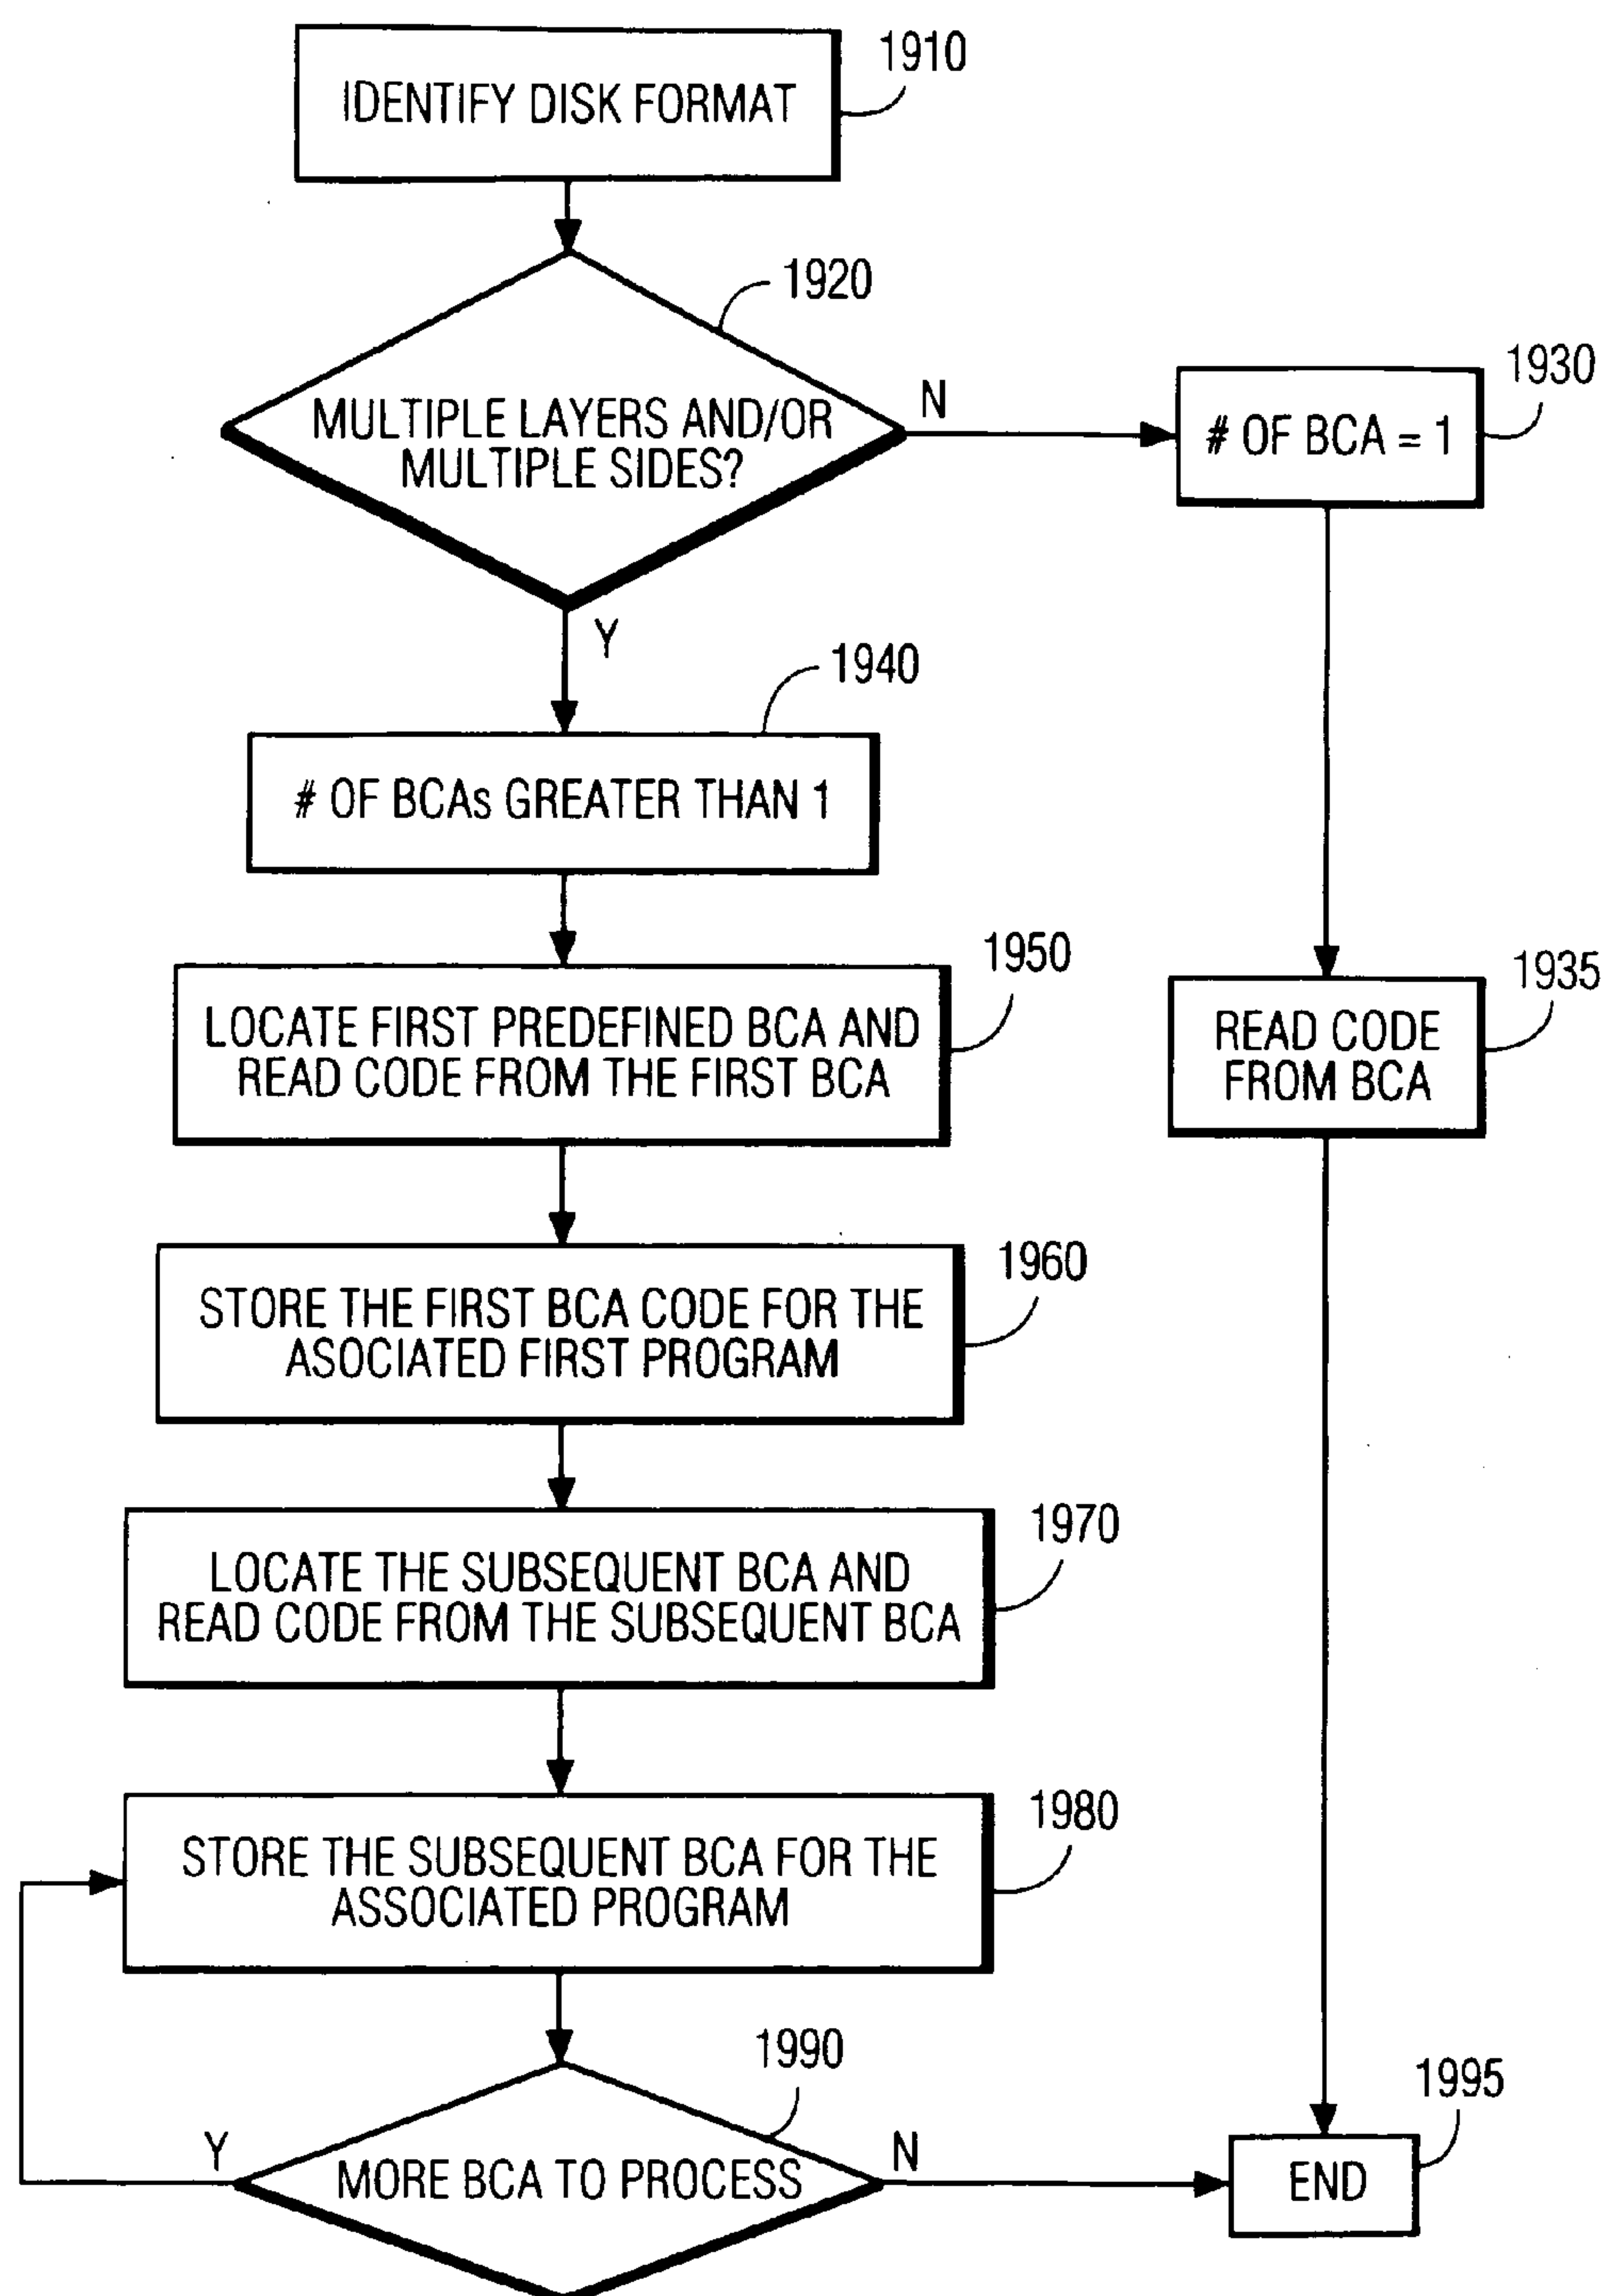 1910
IDENTIFY DISK FORMAT
1920
MULTIPLE LAYERS AND/OR
MULTIPLE SIDES?
N
1930
# OF BCA = 1
Y
1940
# OF BCAs GREATER THAN 1
1950
LOCATE FIRST PREDEFINED BCA AND
READ CODE FROM THE FIRST BCA
1935
READ CODE
FROM BCA
1960
STORE THE FIRST BCA CODE FOR THE
ASOCIATED FIRST PROGRAM
1970
LOCATE THE SUBSEQUENT BCA AND
READ CODE FROM THE SUBSEQUENT BCA
1980
STORE THE SUBSEQUENT BCA FOR THE
ASSOCIATED PROGRAM
1990
Y
MORE BCA TO PROCESS
N
1995
END